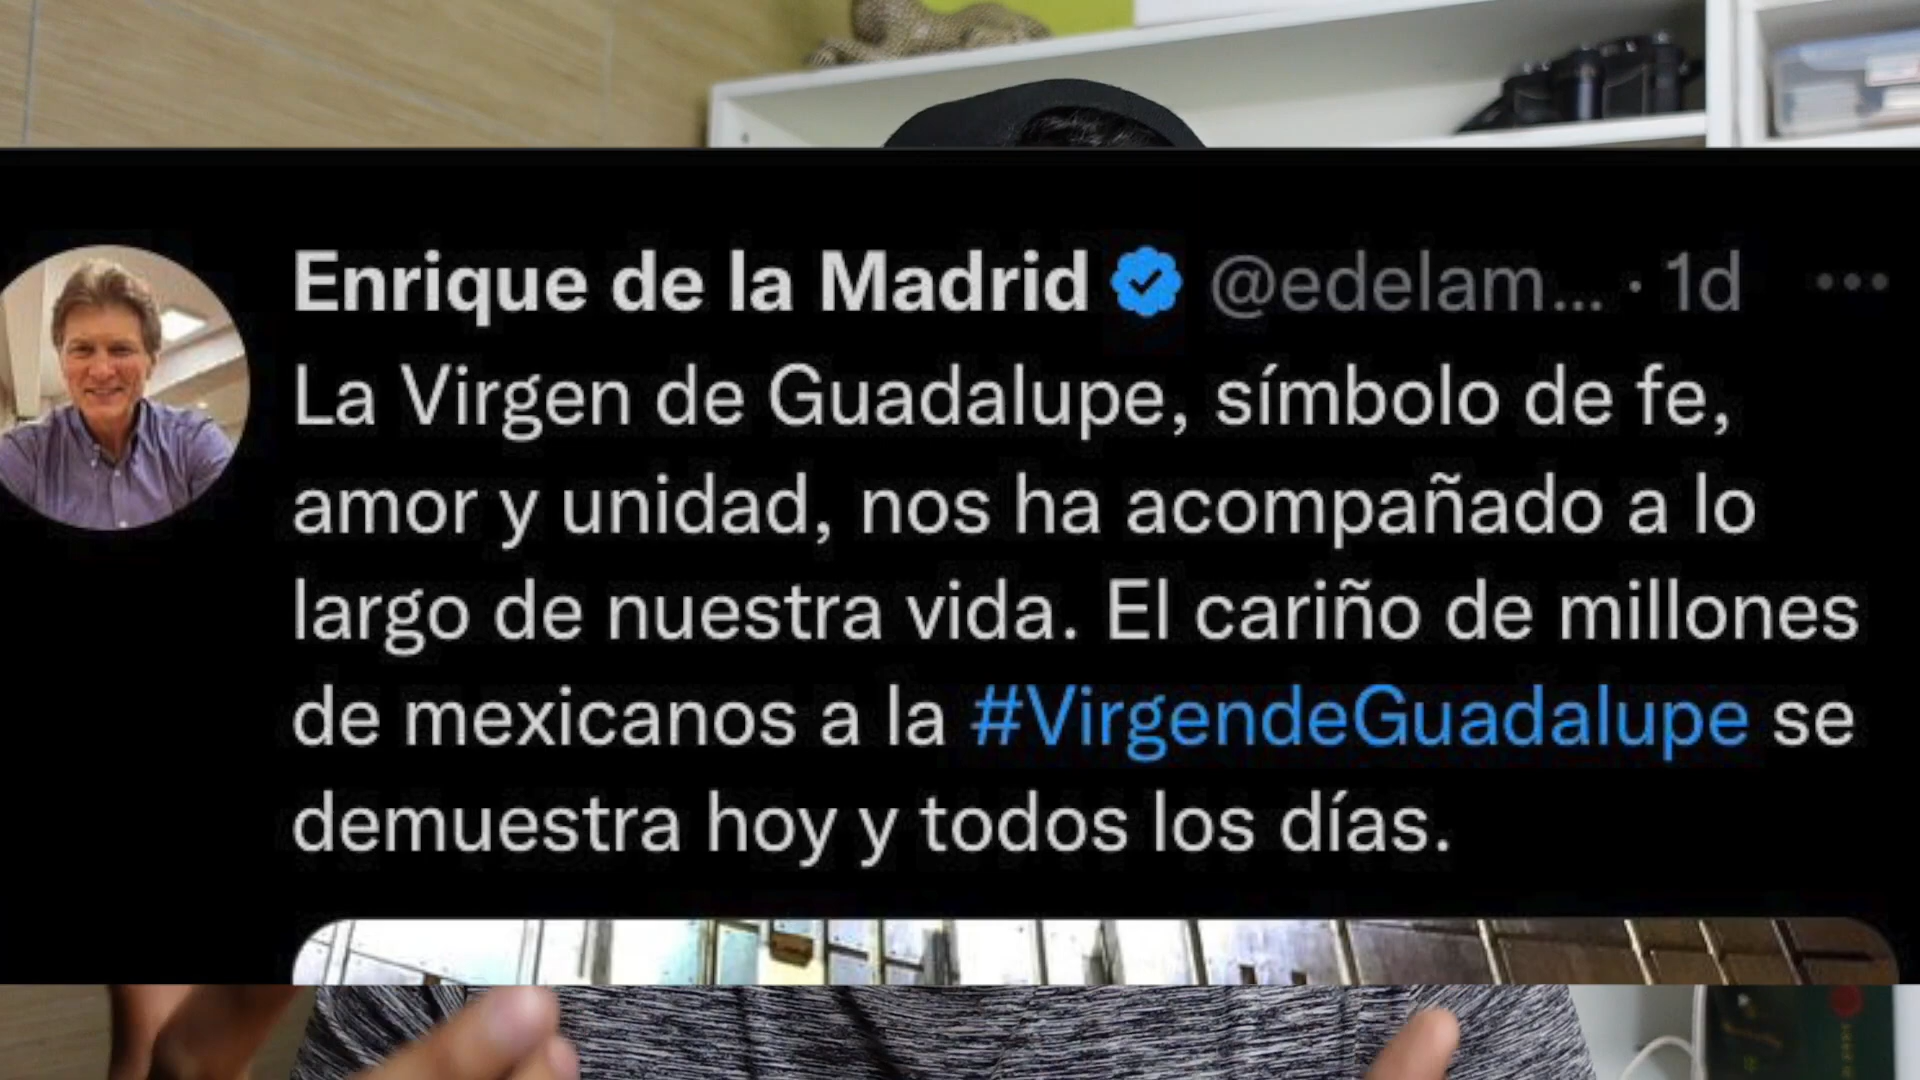 Enrique de la Madrid @edelam... · 1d
La Virgen de Guadalupe, símbolo de fe,
amor y unidad, nos ha acompañado a lo
largo de nuestra vida. El cariño de millones
de mexicanos a la #VirgendeGuadalupe se
demuestra hoy y todos los días.